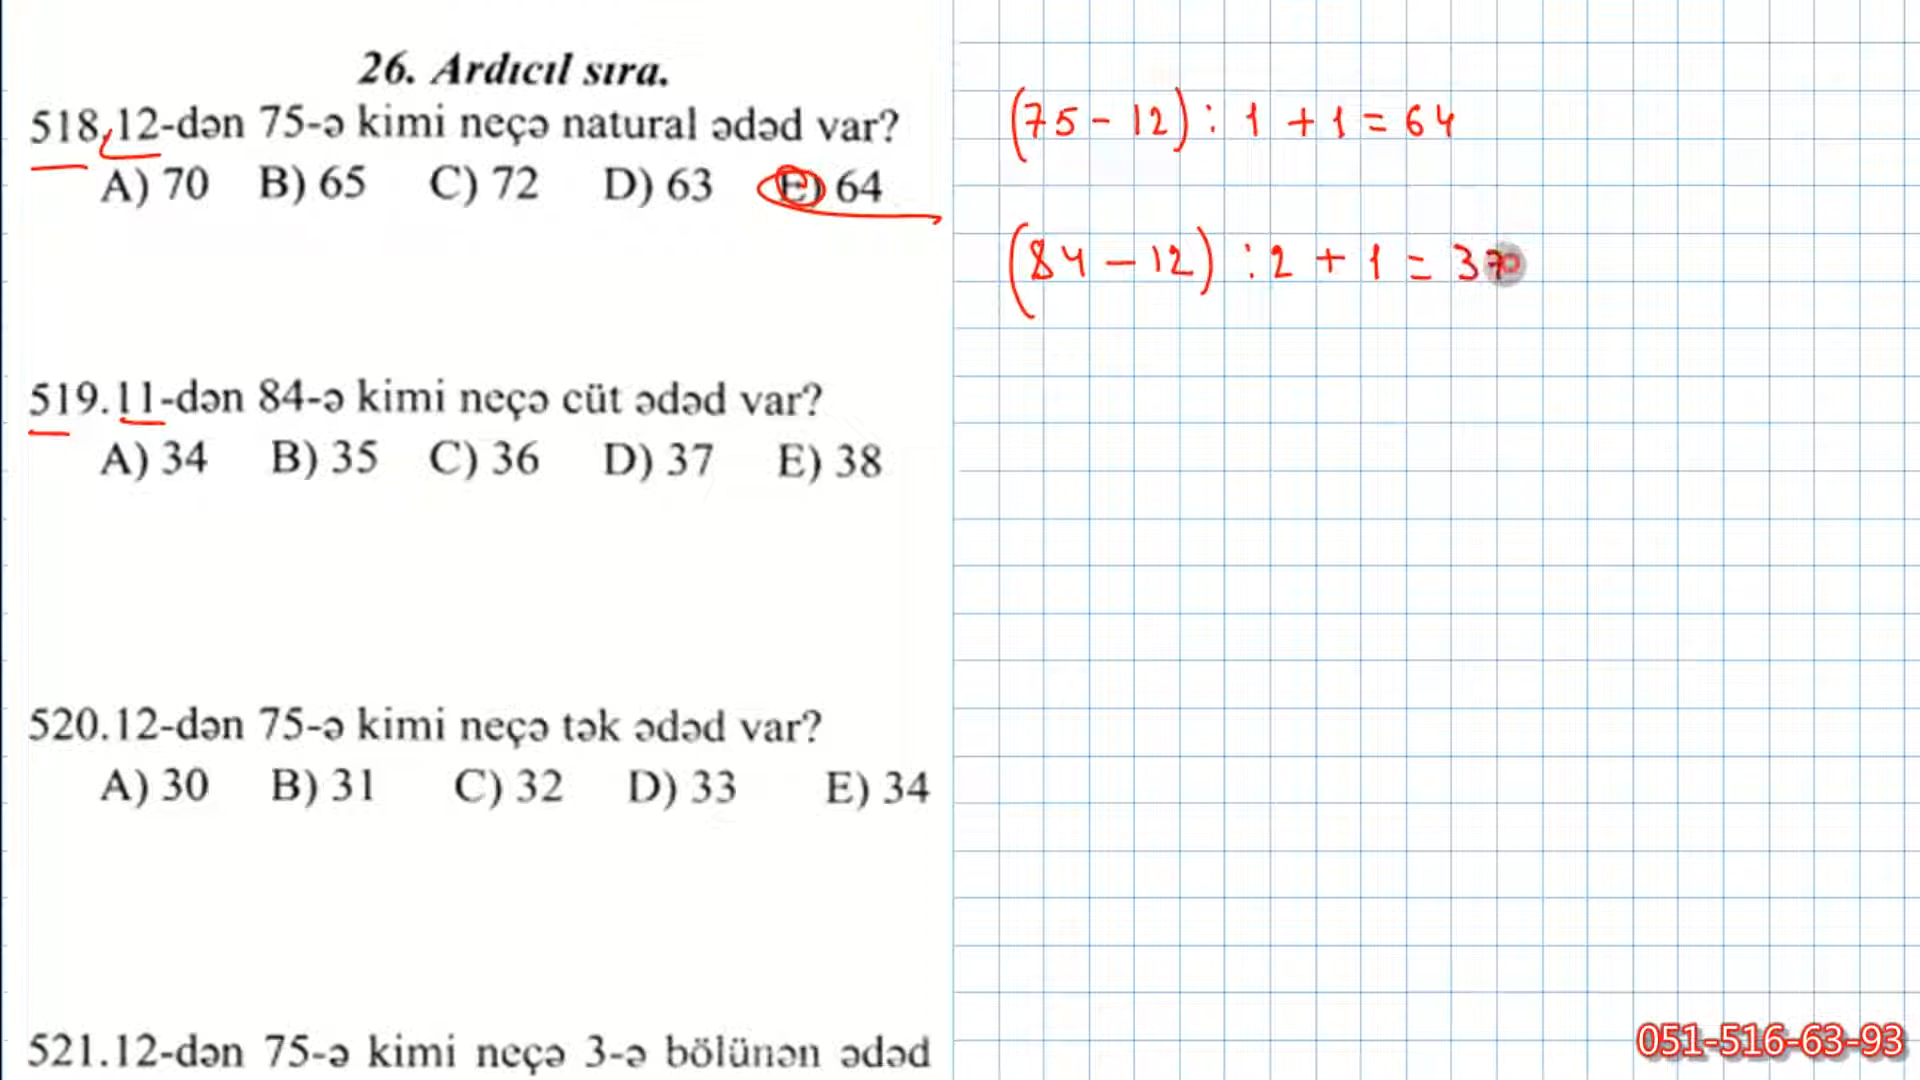 26. Ardıcıl sıra.
518.12-dən 75-ə kimi neçə natural ədəd var?
A) 70 B) 65 C) 72 D) 63 E) 64
519.11-dən 84-ə kimi neçə cüt ədəd var?
A) 34 B) 35 C) 36 D) 37 E) 38
520.12-dən 75-ə kimi neçə tək ədəd var?
A) 30 B) 31 C) 32 D) 33 E) 34
521.12-dən 75-ə kimi neçə 3-ə bölünən ədəd
(75 - 12) : 1 + 1 = 64
(84 - 12) : 2 + 1 = 37
051-516-63-93